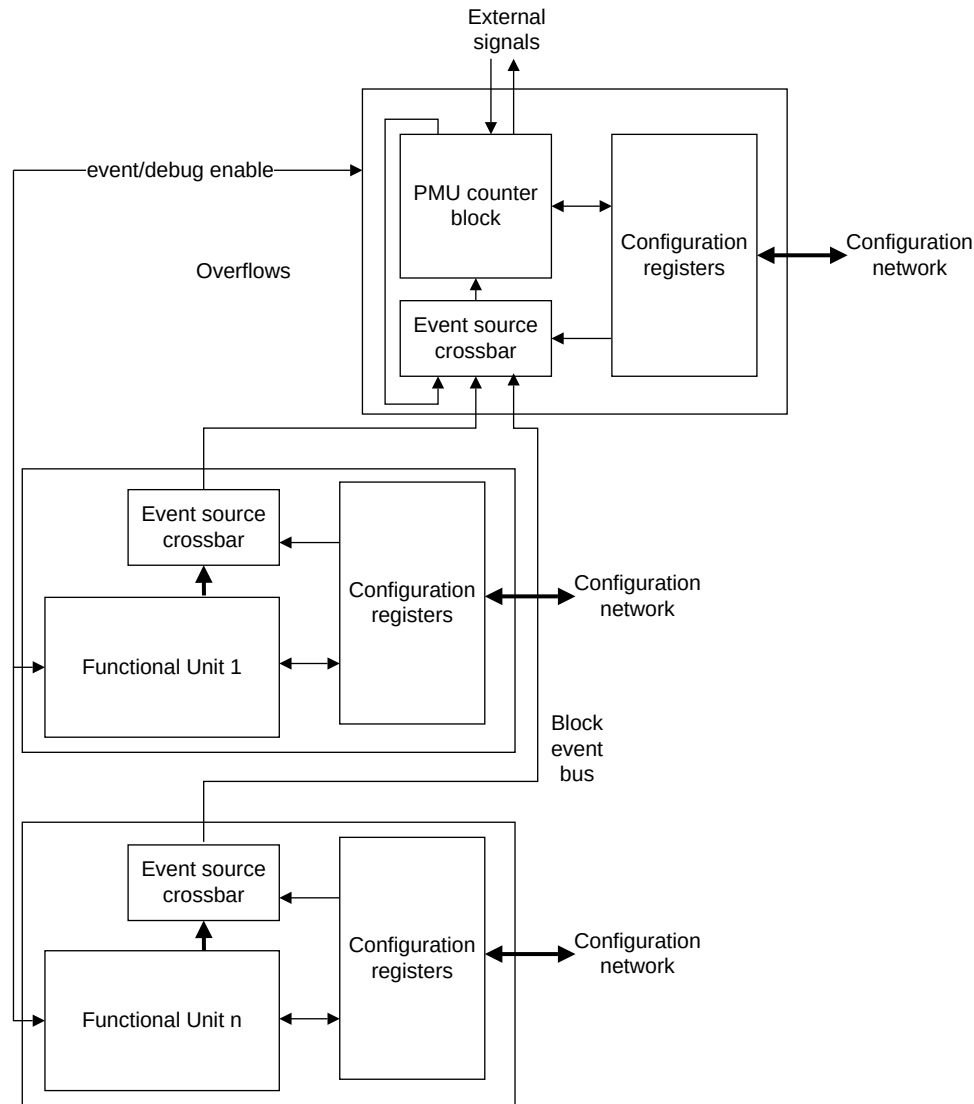 External
signals
event/debug enable
PMU counter
block
Configuration
registers
Configuration
network
Overflows
Event source
crossbar
Event source
crossbar
Configuration
registers
Configuration
network
Functional Unit 1
Block
event
bus
Event source
crossbar
Configuration
registers
Configuration
network
Functional Unit n